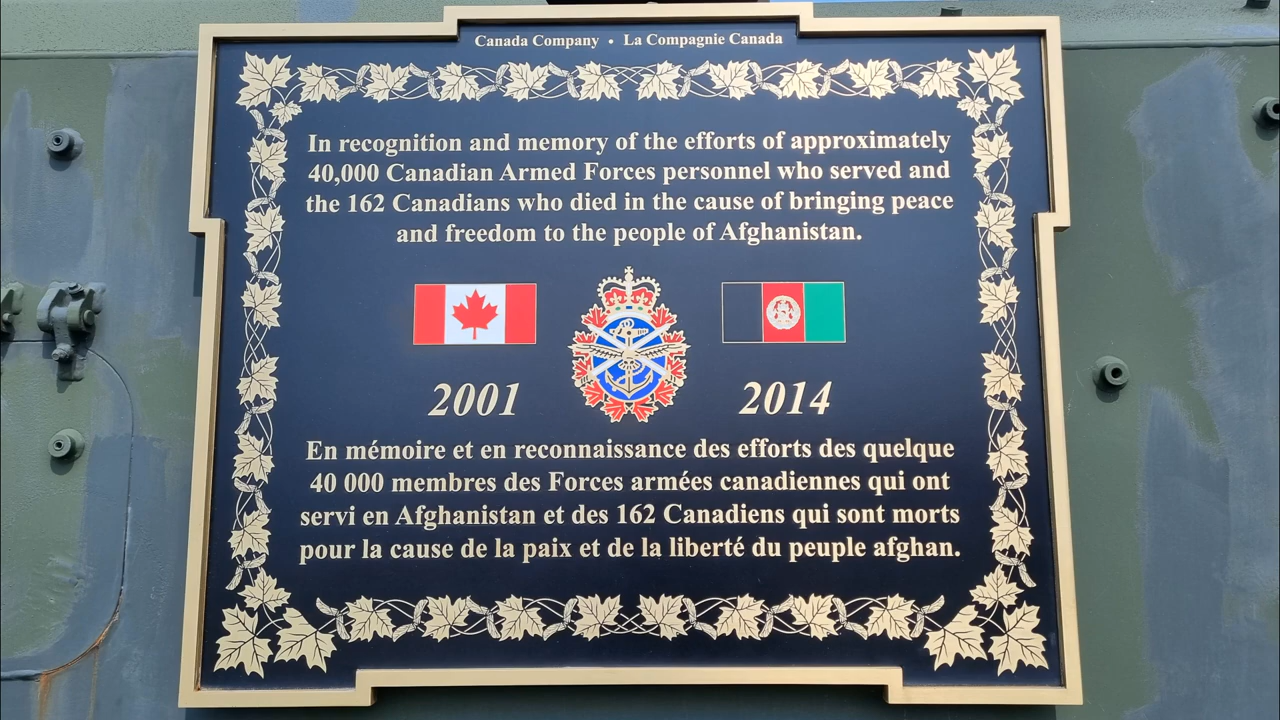 Canada Company • La Compagnie Canada
In recognition and memory of the efforts of approximately
40,000 Canadian Armed Forces personnel who served and
the 162 Canadians who died in the cause of bringing peace
and freedom to the people of Afghanistan.
2001 2014
En mémoire et en reconnaissance des efforts des quelque
40 000 membres des Forces armées canadiennes qui ont
servi en Afghanistan et des 162 Canadiens qui sont morts
pour la cause de la paix et de la liberté du peuple afghan.